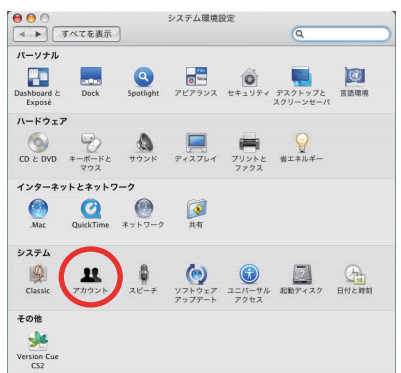 システム環境設定
すべてを表示
パーソナル
Dashboard と
Exposé
Dock
Spotlight
アピアランス
セキュリティ
デスクトップと
スクリーンセーバ
言語環境
ハードウェア
CD と DVD
キーボードと
マウス
サウンド
ディスプレイ
プリントと
ファクス
省エネルギー
インターネットとネットワーク
.Mac
QuickTime
ネットワーク
共有
システム
Classic
アカウント
スピーチ
ソフトウェア
アップデート
ユニバーサル
アクセス
起動ディスク
日付と時刻
その他
Version Cue
CS2